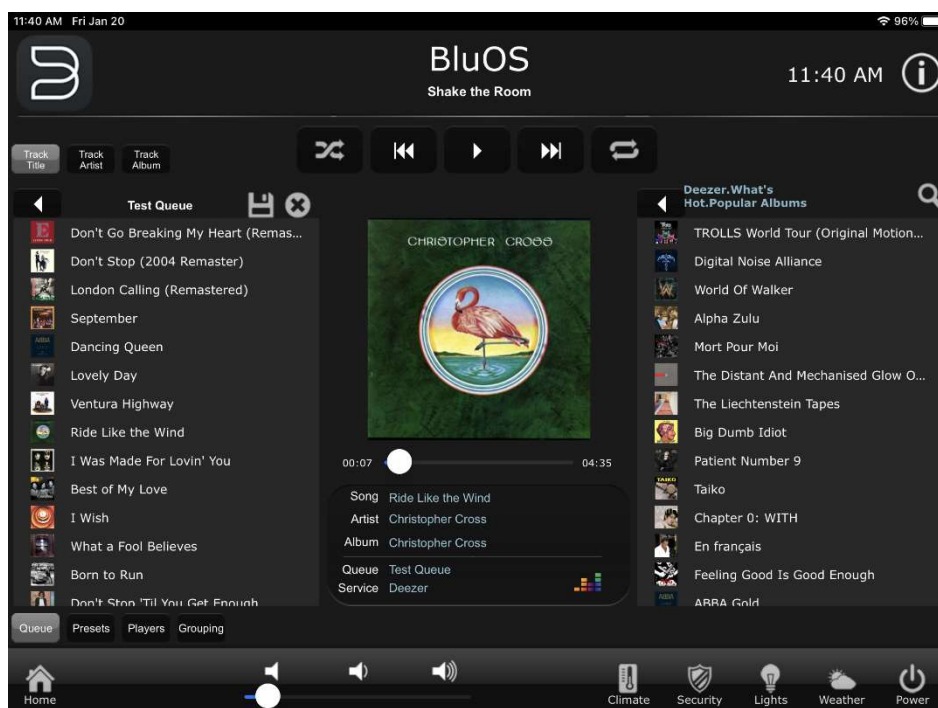 11:40 AM Fri Jan 20
96%
BluOS
Shake the Room
11:40 AM
Track Title
Track Artist
Track Album
Test Queue
Don't Go Breaking My Heart (Remas...
Don't Stop (2004 Remaster)
London Calling (Remastered)
September
Dancing Queen
Lovely Day
Ventura Highway
Ride Like the Wind
I Was Made For Lovin' You
Best of My Love
I Wish
What a Fool Believes
Born to Run
Don't Stop 'Til You Get Enough
CHRISTOPHER CROSS
00:07
04:35
Song Ride Like the Wind
Artist Christopher Cross
Album Christopher Cross
Queue Test Queue
Service Deezer
Deezer.What's
Hot.Popular Albums
TROLLS World Tour (Original Motion...
Digital Noise Alliance
World Of Walker
Alpha Zulu
Mort Pour Moi
The Distant And Mechanised Glow O...
The Liechtenstein Tapes
Big Dumb Idiot
Patient Number 9
Taiko
Chapter 0: WITH
En français
Feeling Good Is Good Enough
ABBA Gold
Queue
Presets
Players
Grouping
Home
Climate
Security
Lights
Weather
Power